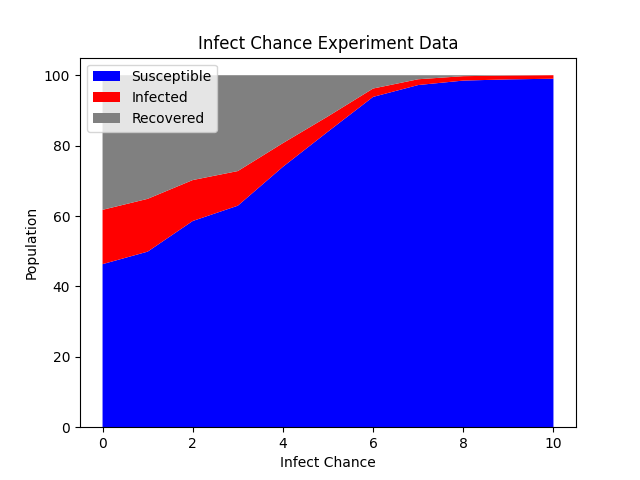 Infect Chance Experiment Data
Susceptible
Infected
Recovered
100
80
60
40
20
0
Population
0 2 4 6 8 10
Infect Chance